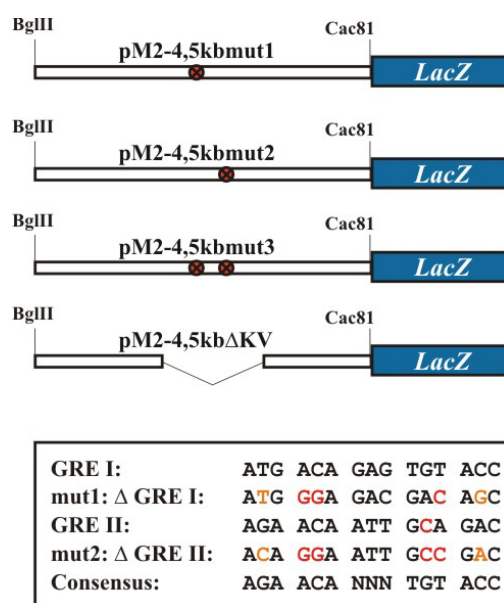 BglII Cac81
pM2-4,5kbmut1
LacZ
BglII Cac81
pM2-4,5kbmut2
LacZ
BglII Cac81
pM2-4,5kbmut3
LacZ
BglII Cac81
pM2-4,5kbΔKV
LacZ
GRE I: ATG ACA GAG TGT ACC
mut1: Δ GRE I: ATG GGA GAC GAC AGC
GRE II: AGA ACA ATT GCA GAC
mut2: Δ GRE II: ACA GGA ATT GCC GAC
Consensus: AGA ACA NNN TGT ACC